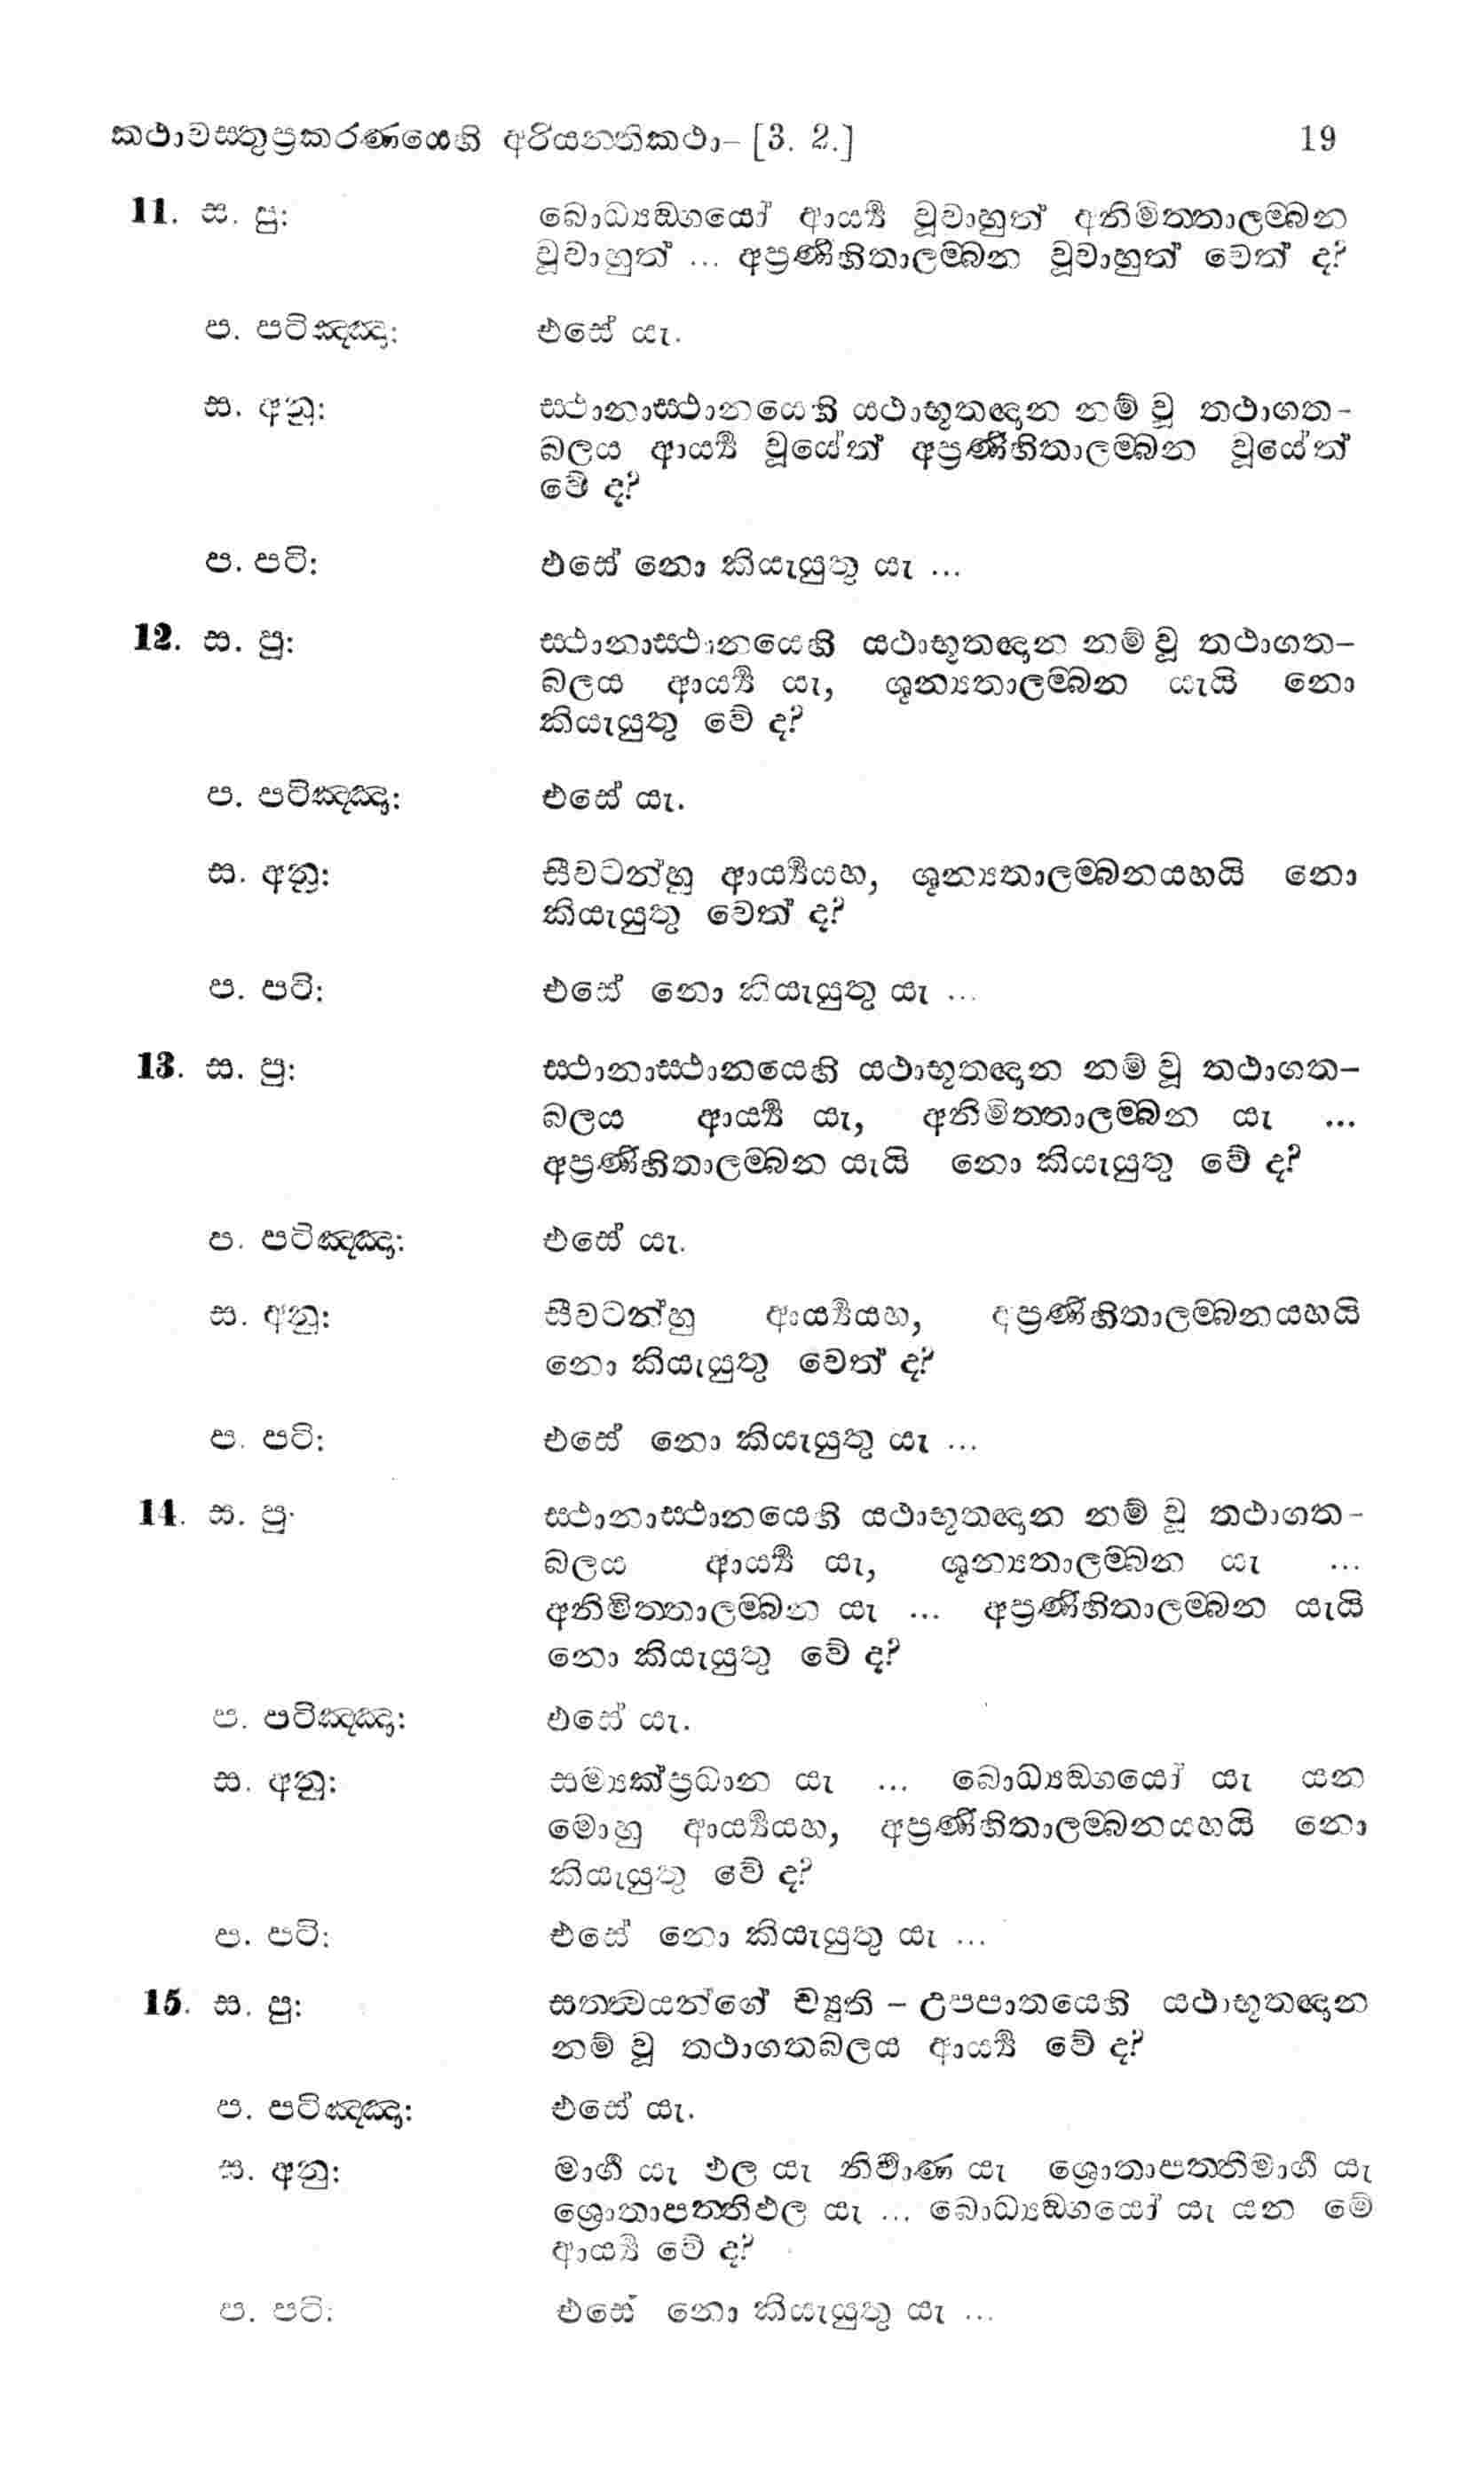 කථාවස්තුප්‍රකරණයෙහි අරියන්තිකථා– [3. 2.] 19
11. ස. පු: බොධ්‍යඞ්ගයෝ ආර්‍ය්‍ය වූවාහුත් අනිමිත්තාලම්බන
වූවාහුත් ... අප්‍රණිහිතාලම්බන වූවාහුත් වෙත් ද?
ප. පටිඤ්ඤා: එසේ යැ.
ස. අනු: ස්ථානාස්ථානයෙහි යථාභූතඥාන නම් වූ තථාගත-
බලය ආර්‍ය්‍ය වූයේත් අප්‍රණිහිතාලම්බන වූයේත්
වේ ද?
ප. පටි: එසේ නො කියැයුතු යැ ...
12. ස. පු: ස්ථානාස්ථානයෙහි යථාභූතඥාන නම් වූ තථාගත–
බලය ආර්‍ය්‍ය යැ, ශූන්‍යතාලම්බන යැයි නො
කියැයුතු වේ ද?
ප. පටිඤ්ඤා: එසේ යැ.
ස. අනු: සීවටන්හු ආර්‍ය්‍යයහ, ශූන්‍යතාලම්බනයහයි නො
කියැයුතු වෙත් ද?
ප. පටි: එසේ නො කියැයුතු යැ ...
13. ස. පු: ස්ථානාස්ථානයෙහි යථාභූතඥාන නම් වූ තථාගත–
බලය ආර්‍ය්‍ය යැ, අනිමිත්තාලම්බන යැ ...
අප්‍රණිහිතාලම්බන යැයි නො කියැයුතු වේ ද?
ප. පටිඤ්ඤා: එසේ යැ.
ස. අනු: සීවටන්හු ආර්‍ය්‍යයහ, අප්‍රණිහිතාලම්බනයහයි
නො කියැයුතු වෙත් ද?
ප. පටි: එසේ නො කියැයුතු යැ ...
14. ස. පු: ස්ථානාස්ථානයෙහි යථාභූතඥාන නම් වූ තථාගත-
බලය ආර්‍ය්‍ය යැ, ශූන්‍යතාලම්බන යැ ...
අනිමිත්තාලම්බන යැ ... අප්‍රණිහිතාලම්බන යැයි
නො කියැයුතු වේ ද?
ප. පටිඤ්ඤා: එසේ යැ.
ස. අනු: සම්‍යක්ප්‍රධාන යැ ... බොධ්‍යඞ්ගයෝ යැ යන
මොහු ආර්‍ය්‍යයහ, අප්‍රණිහිතාලම්බනයහයි නො
කියැයුතු වේ ද?
ප. පටි: එසේ නො කියැයුතු යැ ...
15. ස. පු: සත්ත්වයන්ගේ ච්‍යුති – උපපාතයෙහි යථාභූතඥාන
නම් වූ තථාගතබලය ආර්‍ය්‍ය වේ ද?
ප. පටිඤ්ඤා: එසේ යැ.
ස. අනු: මාර්ග යැ ඵල යැ නිර්වාණ යැ ශ්‍රොතාපත්තිමාර්ග යැ
ශ්‍රොතාපත්තිඵල යැ ... බොධ්‍යඞ්ගයෝ යැ යන මේ
ආර්‍ය්‍ය වේ ද?
ප. පටි: එසේ නො කියැයුතු යැ ...